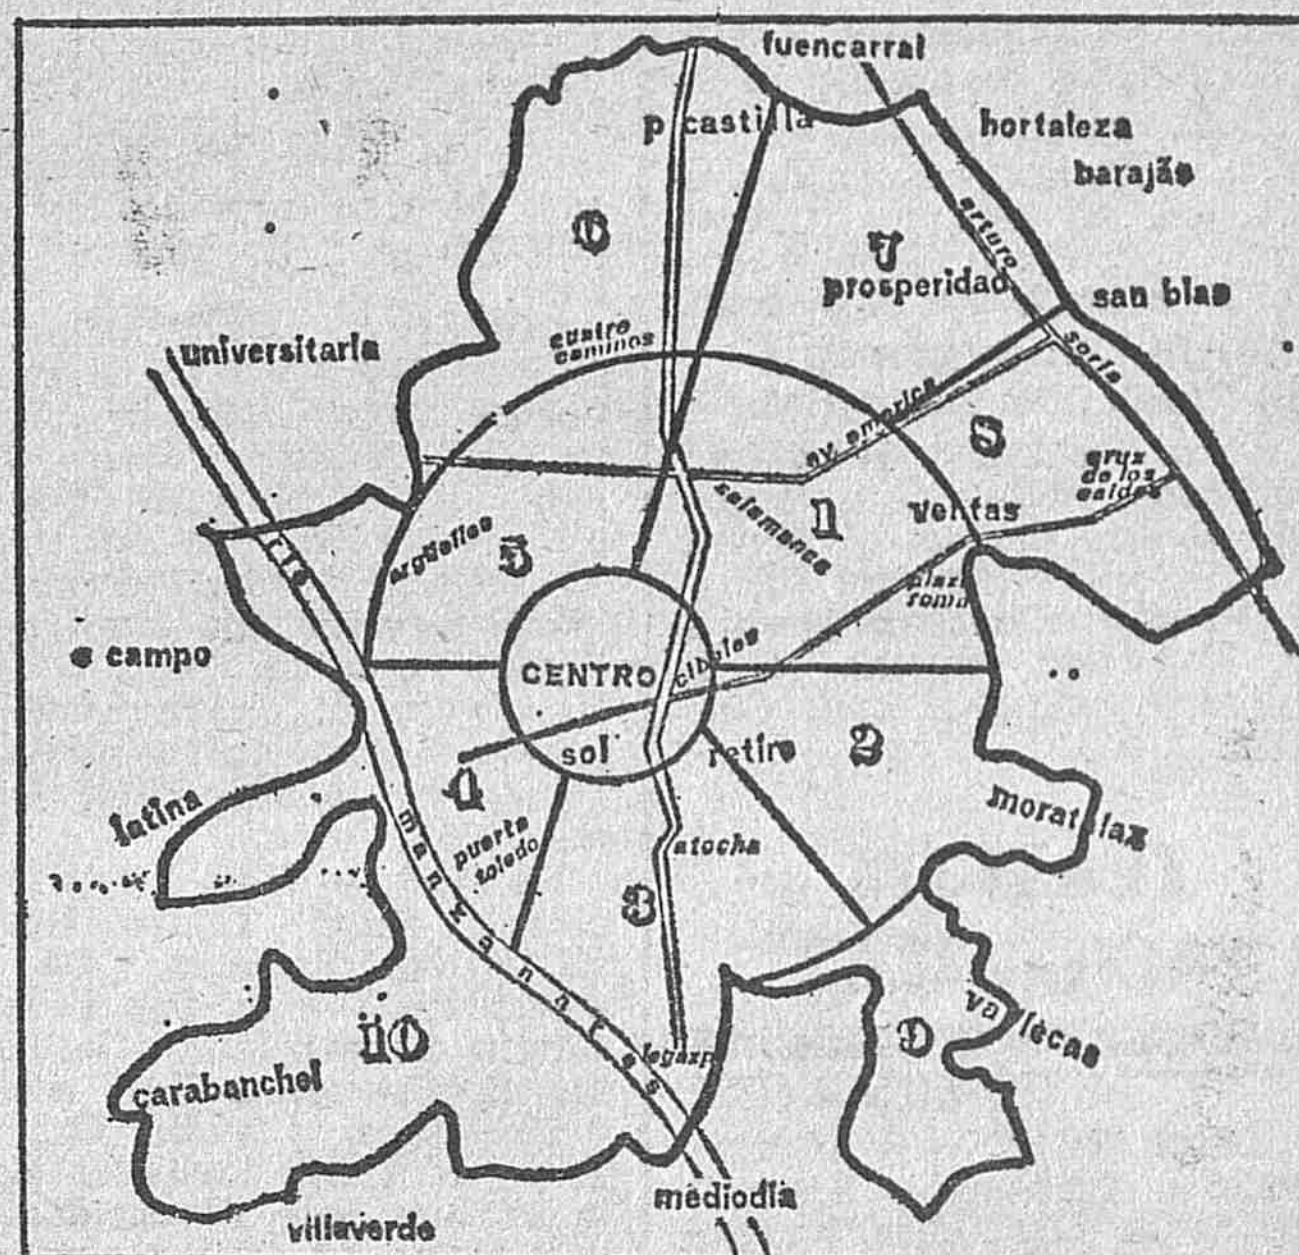 fuencarral
p castilla
hortaleza
barajas
6
7
arturo
prosperidad
san blas
universitaria
cuatro
caminos
soria
av. america
8
cruz
de los
caidos
salamanca
1
ventas
argüelles
5
rio
plaza
roma
campo
CENTRO
cibeles
sol
retiro
2
4
latina
moratalaz
manzanares
puerta
toledo
atocha
3
vallecas
9
10
legazpi
carabanchel
mediodia
villaverde